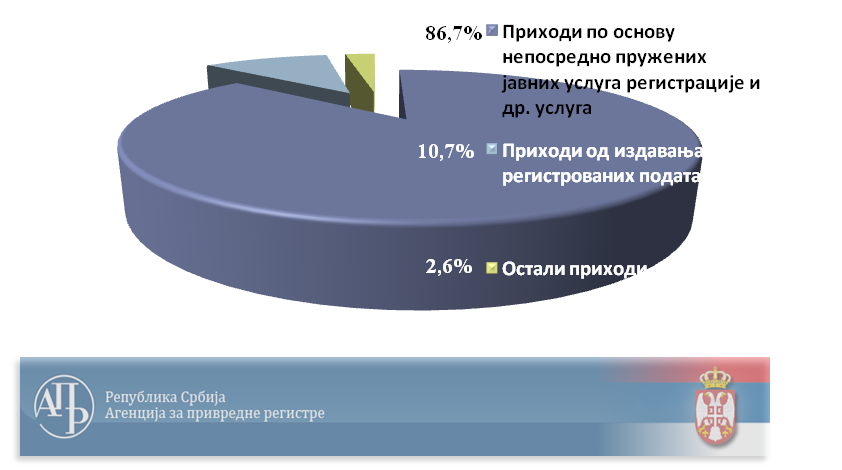 86,7% Приходи по основу
непосредно пружених
јавних услуга регистрације и
др. услуга
10,7% Приходи од издавања
регистрованих податa
2,6% Остали приходи
АПР
Република Србија
Агенција за привредне регистре